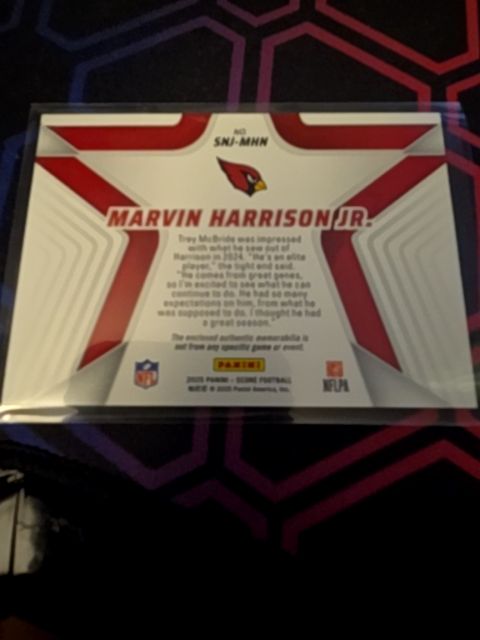 NO.
SNJ-MHN
MARVIN HARRISON JR.
Trey McBride was impressed
with what he saw out of
Harrison in 2024. "He's an elite
player," the tight end said.
"He comes from great genes,
so I'm excited to see what he can
continue to do. He had so many
expectations on him, from what he
was supposed to do. I thought he had
a great season."
The enclosed authentic memorabilia is
not from any specific game or event.
PANINI
NFL
2025 PANINI – SCORE FOOTBALL
© 2025 Panini America, Inc.
NFLPA